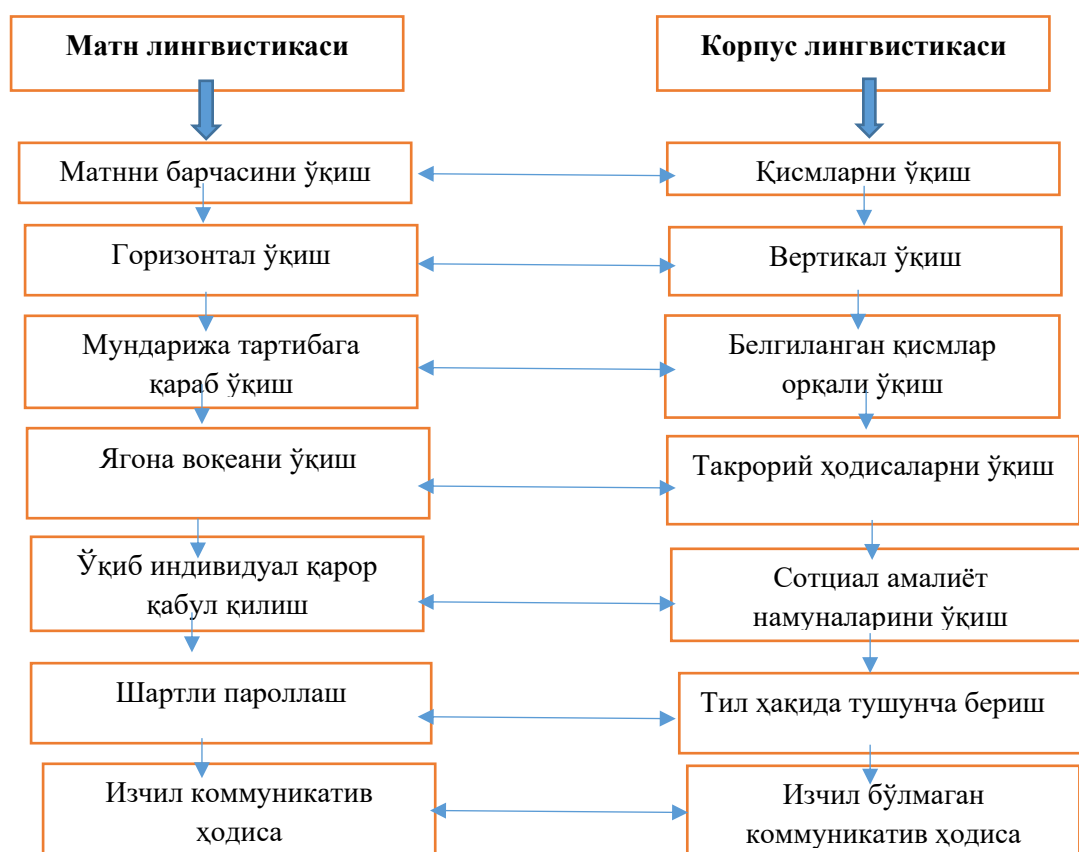 Матн лингвистикаси
Корпус лингвистикаси
Матнни барчасини ўқиш
Қисмларни ўқиш
Горизонтал ўқиш
Вертикал ўқиш
Мундарижа тартибага
қараб ўқиш
Белгиланган қисмлар
орқали ўқиш
Ягона воқеани ўқиш
Такрорий ҳодисаларни ўқиш
Ўқиб индивидуал қарор
қабул қилиш
Сотциал амалиёт
намуналарини ўқиш
Шартли пароллаш
Тил ҳақида тушунча бериш
Изчил коммуникатив
ҳодиса
Изчил бўлмаган
коммуникатив ҳодиса